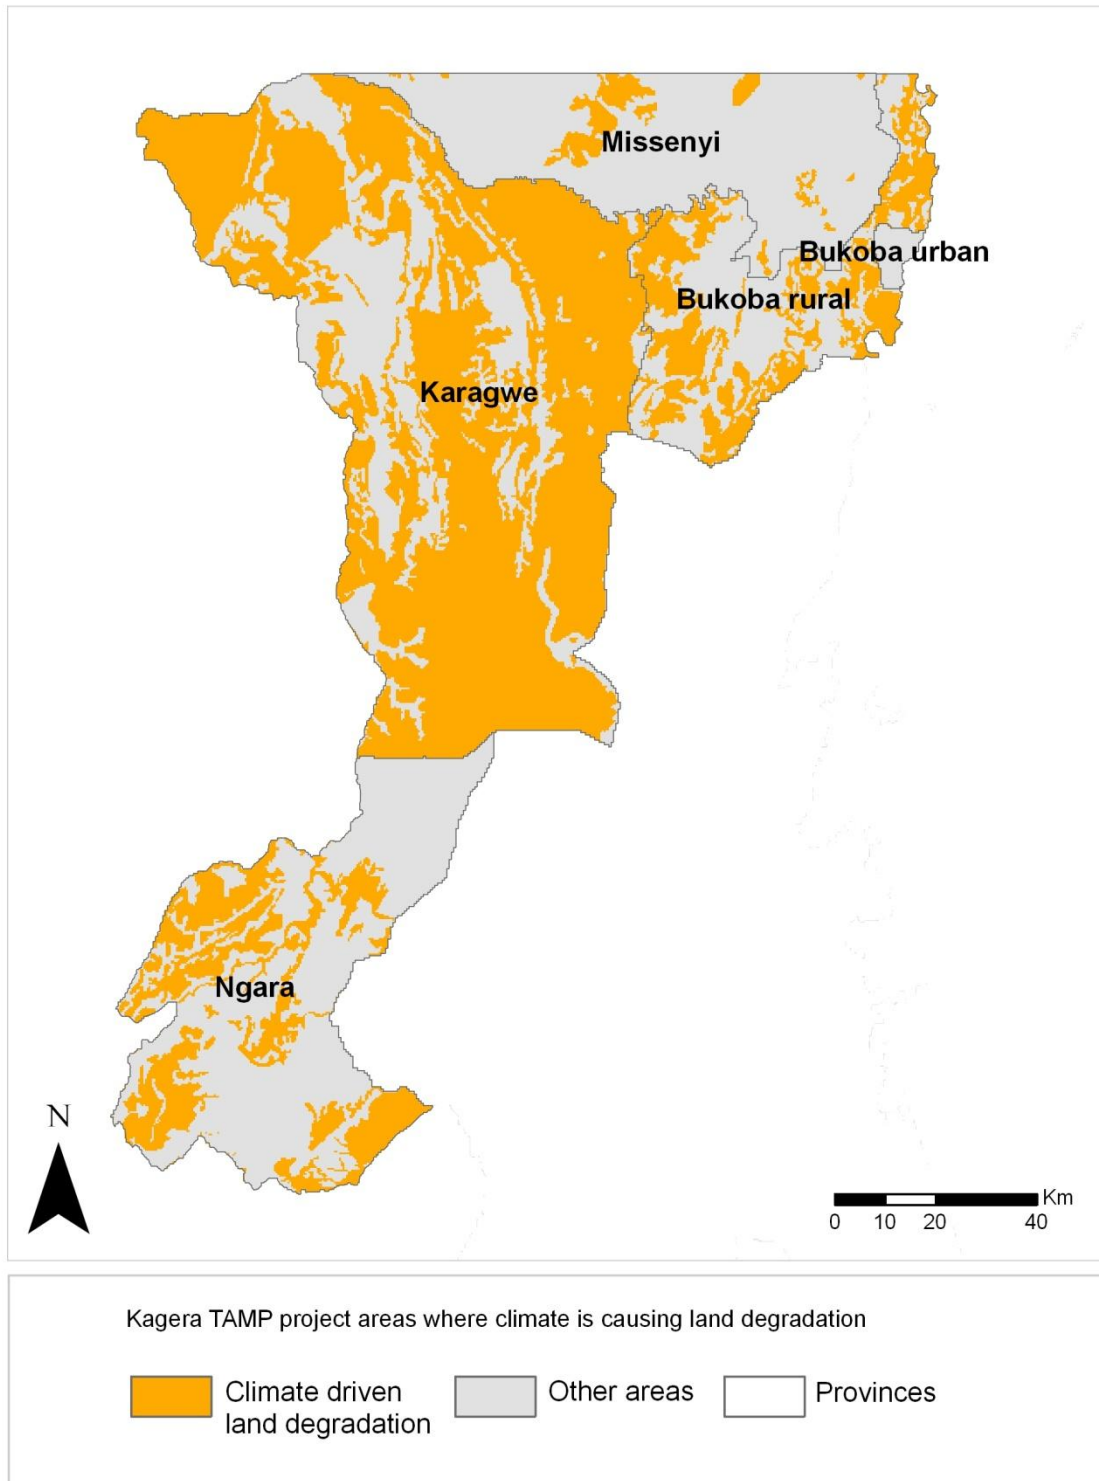 Missenyi
Bukoba urban
Bukoba rural
Karagwe
Ngara
N
Km
0 10 20 40
Kagera TAMP project areas where climate is causing land degradation
Climate driven
land degradation
Other areas
Provinces